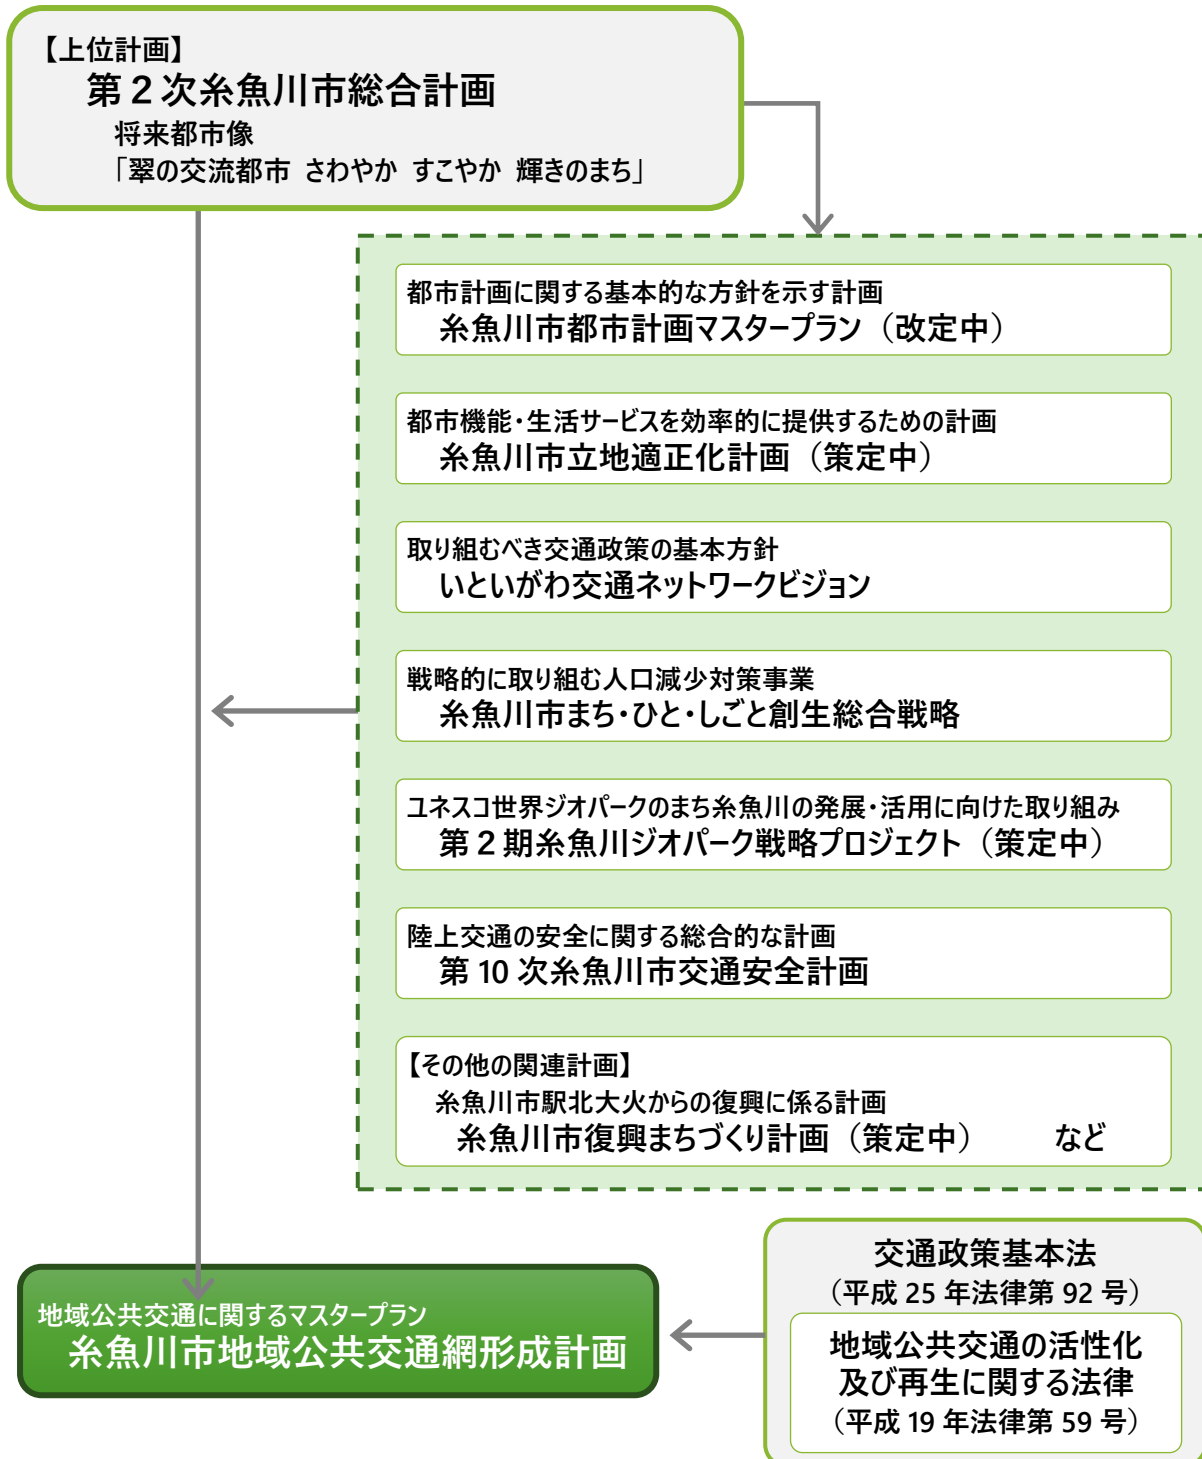 【上位計画】
第２次糸魚川市総合計画
将来都市像
「翠の交流都市 さわやか すこやか 輝きのまち」
都市計画に関する基本的な方針を示す計画
糸魚川市都市計画マスタープラン（改定中）
都市機能・生活サービスを効率的に提供するための計画
糸魚川市立地適正化計画（策定中）
取り組むべき交通政策の基本方針
いといがわ交通ネットワークビジョン
戦略的に取り組む人口減少対策事業
糸魚川市まち・ひと・しごと創生総合戦略
ユネスコ世界ジオパークのまち糸魚川の発展・活用に向けた取り組み
第２期糸魚川ジオパーク戦略プロジェクト（策定中）
陸上交通の安全に関する総合的な計画
第 10 次糸魚川市交通安全計画
【その他の関連計画】
糸魚川市駅北大火からの復興に係る計画
糸魚川市復興まちづくり計画（策定中） など
地域公共交通に関するマスタープラン
糸魚川市地域公共交通網形成計画
交通政策基本法
（平成 25 年法律第 92 号）
地域公共交通の活性化
及び再生に関する法律
（平成 19 年法律第 59 号）